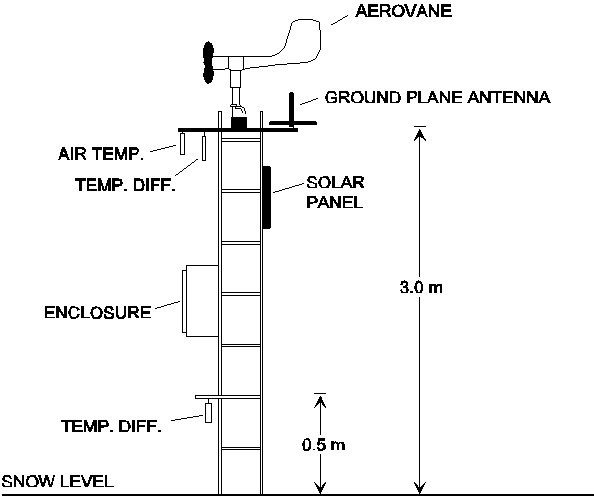 AEROVANE
GROUND PLANE ANTENNA
AIR TEMP.
TEMP. DIFF.
SOLAR
PANEL
3.0 m
ENCLOSURE
TEMP. DIFF.
0.5 m
SNOW LEVEL